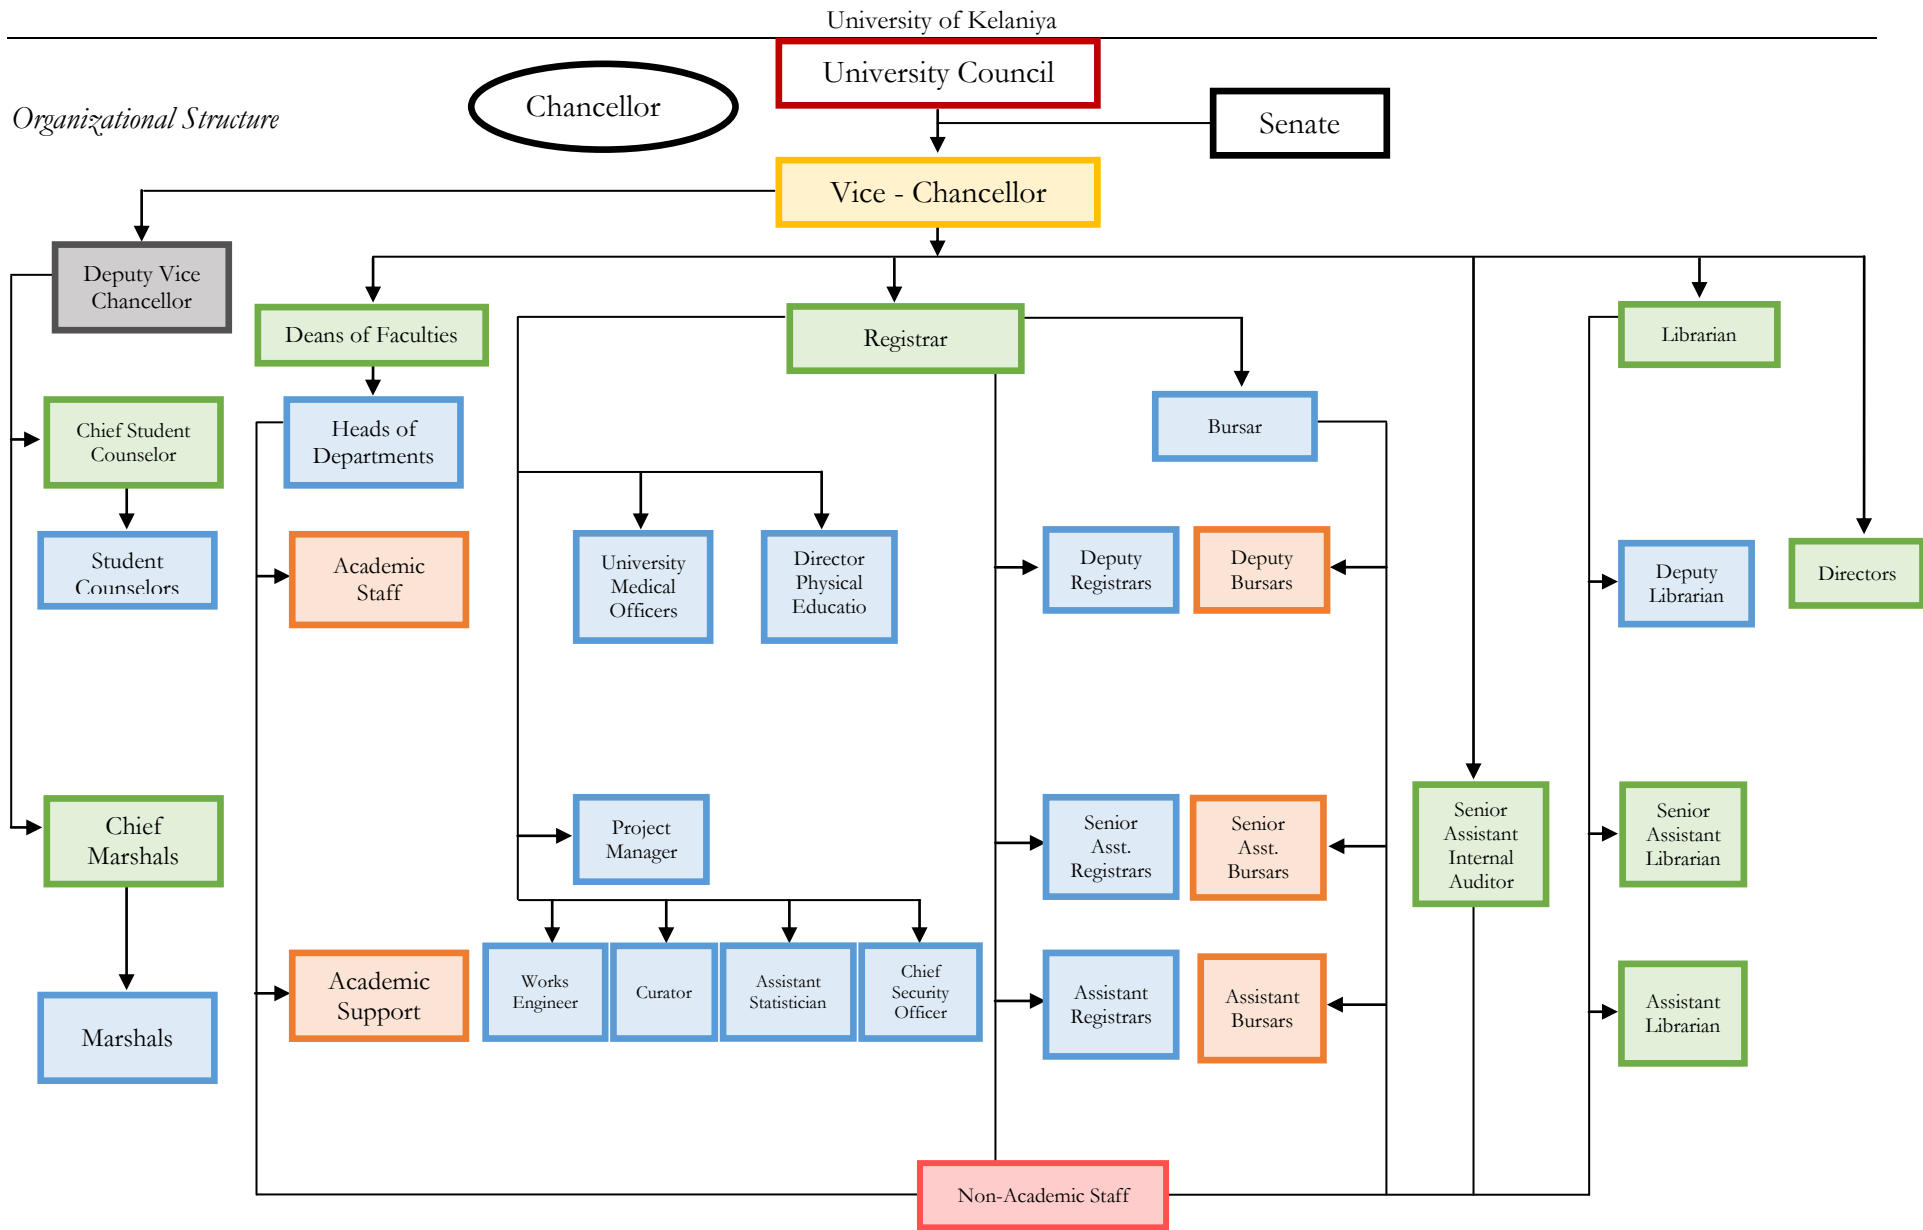 University of Kelaniya
University Council
Chancellor
Organizational Structure
Senate
Vice - Chancellor
Deputy Vice
Chancellor
Deans of Faculties
Registrar
Librarian
Chief Student
Counselor
Heads of
Departments
Bursar
Student
Counselors
Academic
Staff
University
Medical
Officers
Director
Physical
Educatio
Deputy
Registrars
Deputy
Bursars
Deputy
Librarian
Directors
Chief
Marshals
Project
Manager
Senior
Asst.
Registrars
Senior
Asst.
Bursars
Senior
Assistant
Internal
Auditor
Senior
Assistant
Librarian
Marshals
Academic
Support
Works
Engineer
Curator
Assistant
Statistician
Chief
Security
Officer
Assistant
Registrars
Assistant
Bursars
Assistant
Librarian
Non-Academic Staff